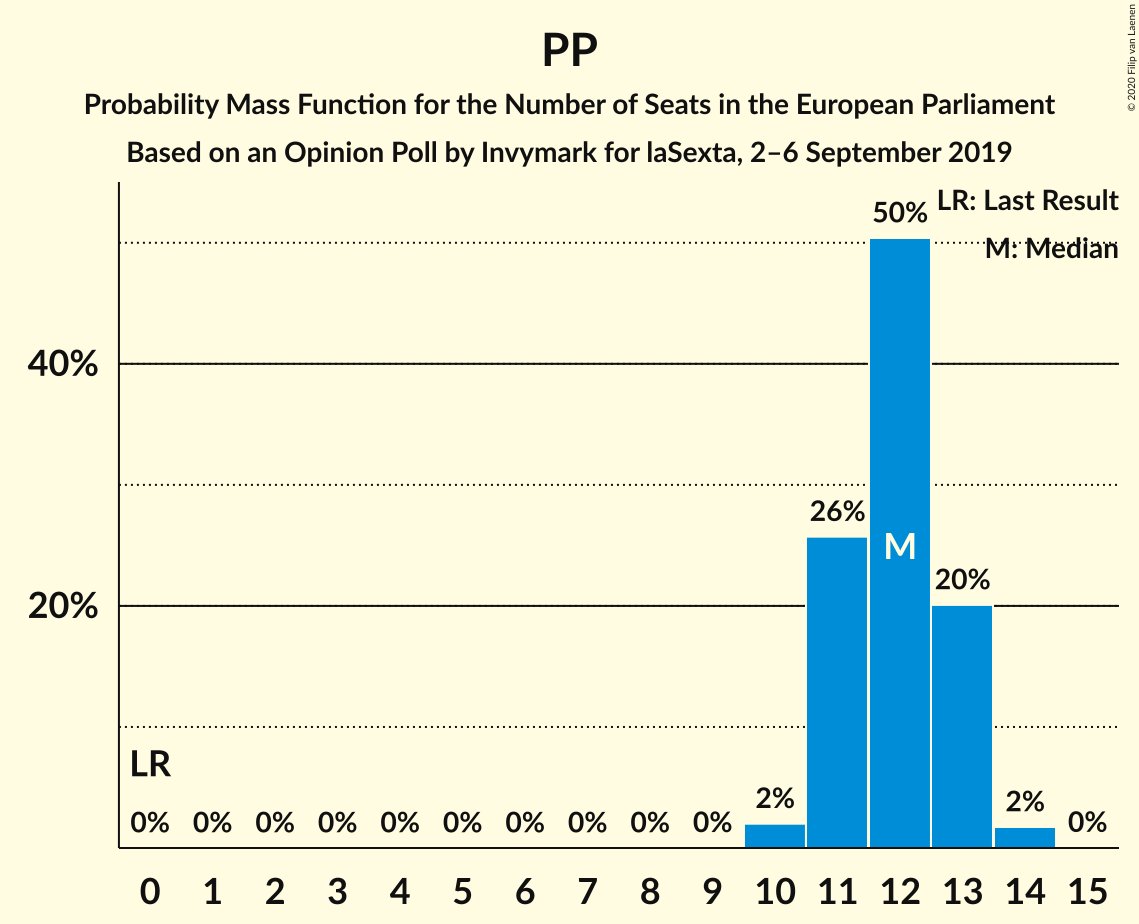 PP
Probability Mass Function for the Number of Seats in the European Parliament
Based on an Opinion Poll by Invymark for laSexta, 2–6 September 2019
© 2020 Filip van Laenen
LR: Last Result
M: Median
50%
40%
26%
M
20%
20%
LR
0% 0% 0% 0% 0% 0% 0% 0% 0% 0% 2% 2% 0%
0 1 2 3 4 5 6 7 8 9 10 11 12 13 14 15